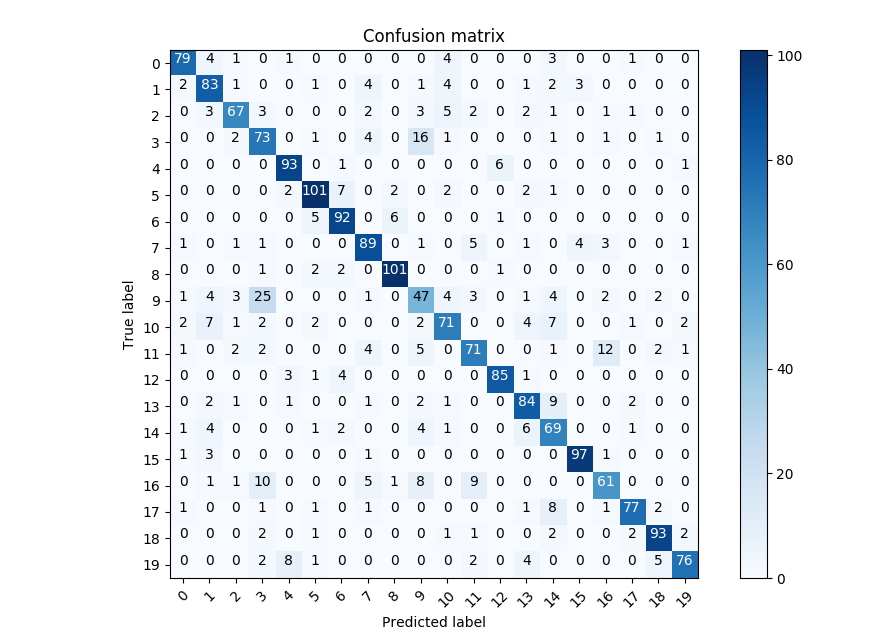 Confusion matrix
0 79 4 1 0 1 0 0 0 0 0 4 0 0 0 3 0 0 1 0 0
1 2 83 1 0 0 1 0 4 0 1 4 0 0 1 2 3 0 0 0 0
2 0 3 67 3 0 0 0 2 0 3 5 2 0 2 1 0 1 1 0 0
3 0 0 2 73 0 1 0 4 0 16 1 0 0 0 1 0 1 0 1 0
4 0 0 0 0 93 0 1 0 0 0 0 0 6 0 0 0 0 0 0 1
5 0 0 0 0 2 101 7 0 2 0 2 0 0 2 1 0 0 0 0 0
6 0 0 0 0 0 5 92 0 6 0 0 0 1 0 0 0 0 0 0 0
7 1 0 1 1 0 0 0 89 0 1 0 5 0 1 0 4 3 0 0 1
8 0 0 0 1 0 2 2 0 101 0 0 0 1 0 0 0 0 0 0 0
9 1 4 3 25 0 0 0 1 0 47 4 3 0 1 4 0 2 0 2 0
10 2 7 1 2 0 2 0 0 0 2 71 0 0 4 7 0 0 1 0 2
11 1 0 2 2 0 0 0 4 0 5 0 71 0 0 1 0 12 0 2 1
12 0 0 0 0 3 1 4 0 0 0 0 0 85 1 0 0 0 0 0 0
13 0 2 1 0 1 0 0 1 0 2 1 0 0 84 9 0 0 2 0 0
14 1 4 0 0 0 1 2 0 0 4 1 0 0 6 69 0 0 1 0 0
15 1 3 0 0 0 0 0 1 0 0 0 0 0 0 0 97 1 0 0 0
16 0 1 1 10 0 0 0 5 1 8 0 9 0 0 0 0 61 0 0 0
17 1 0 0 1 0 1 0 1 0 0 0 0 0 1 8 0 1 77 2 0
18 0 0 0 2 0 1 0 0 0 0 1 1 0 0 2 0 0 2 93 2
19 0 0 0 2 8 1 0 0 0 0 0 2 0 4 0 0 0 0 5 76
0 1 2 3 4 5 6 7 8 9 10 11 12 13 14 15 16 17 18 19
True label
Predicted label
100
80
60
40
20
0